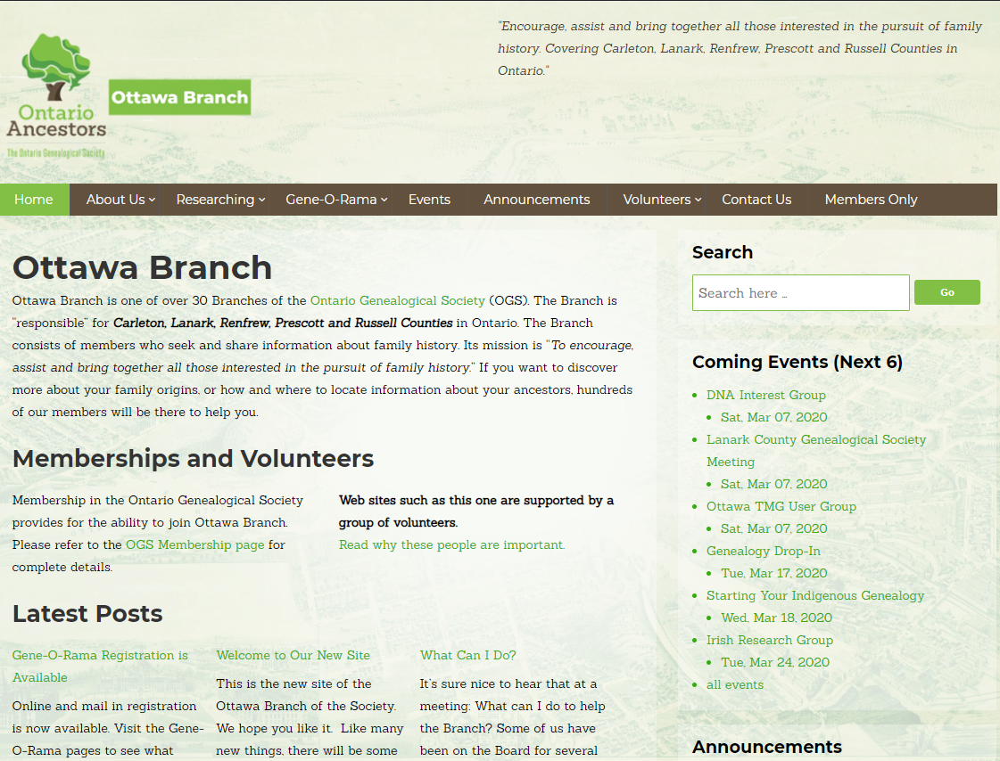 "Encourage, assist and bring together all those interested in the pursuit of family
history. Covering Carleton, Lanark, Renfrew, Prescott and Russell Counties in
Ontario."
Ottawa Branch
Ontario
Ancestors
The Ontario Genealogical Society
Home About Us Researching Gene-O-Rama Events Announcements Volunteers Contact Us Members Only
Ottawa Branch
Ottawa Branch is one of over 30 Branches of the Ontario Genealogical Society (OGS). The Branch is
"responsible" for Carleton, Lanark, Renfrew, Prescott and Russell Counties in Ontario. The Branch
consists of members who seek and share information about family history. Its mission is "To encourage,
assist and bring together all those interested in the pursuit of family history." If you want to discover
more about your family origins, or how and where to locate information about your ancestors, hundreds
of our members will be there to help you.
Memberships and Volunteers
Membership in the Ontario Genealogical Society
provides for the ability to join Ottawa Branch.
Please refer to the OGS Membership page for
complete details.
Web sites such as this one are supported by a
group of volunteers.
Read why these people are important.
Latest Posts
Gene-O-Rama Registration is
Available
Online and mail in registration
is now available. Visit the Gene-
O-Rama pages to see what
Welcome to Our New Site
This is the new site of the
Ottawa Branch of the Society.
We hope you like it. Like many
new things, there will be some
What Can I Do?
It's sure nice to hear that at a
meeting: What can I do to help
the Branch? Some of us have
been on the Board for several
Search
Search here ...
Go
Coming Events (Next 6)
DNA Interest Group
Sat, Mar 07, 2020
Lanark County Genealogical Society
Meeting
Sat, Mar 07, 2020
Ottawa TMG User Group
Sat, Mar 07, 2020
Genealogy Drop-In
Tue, Mar 17, 2020
Starting Your Indigenous Genealogy
Wed, Mar 18, 2020
Irish Research Group
Tue, Mar 24, 2020
all events
Announcements